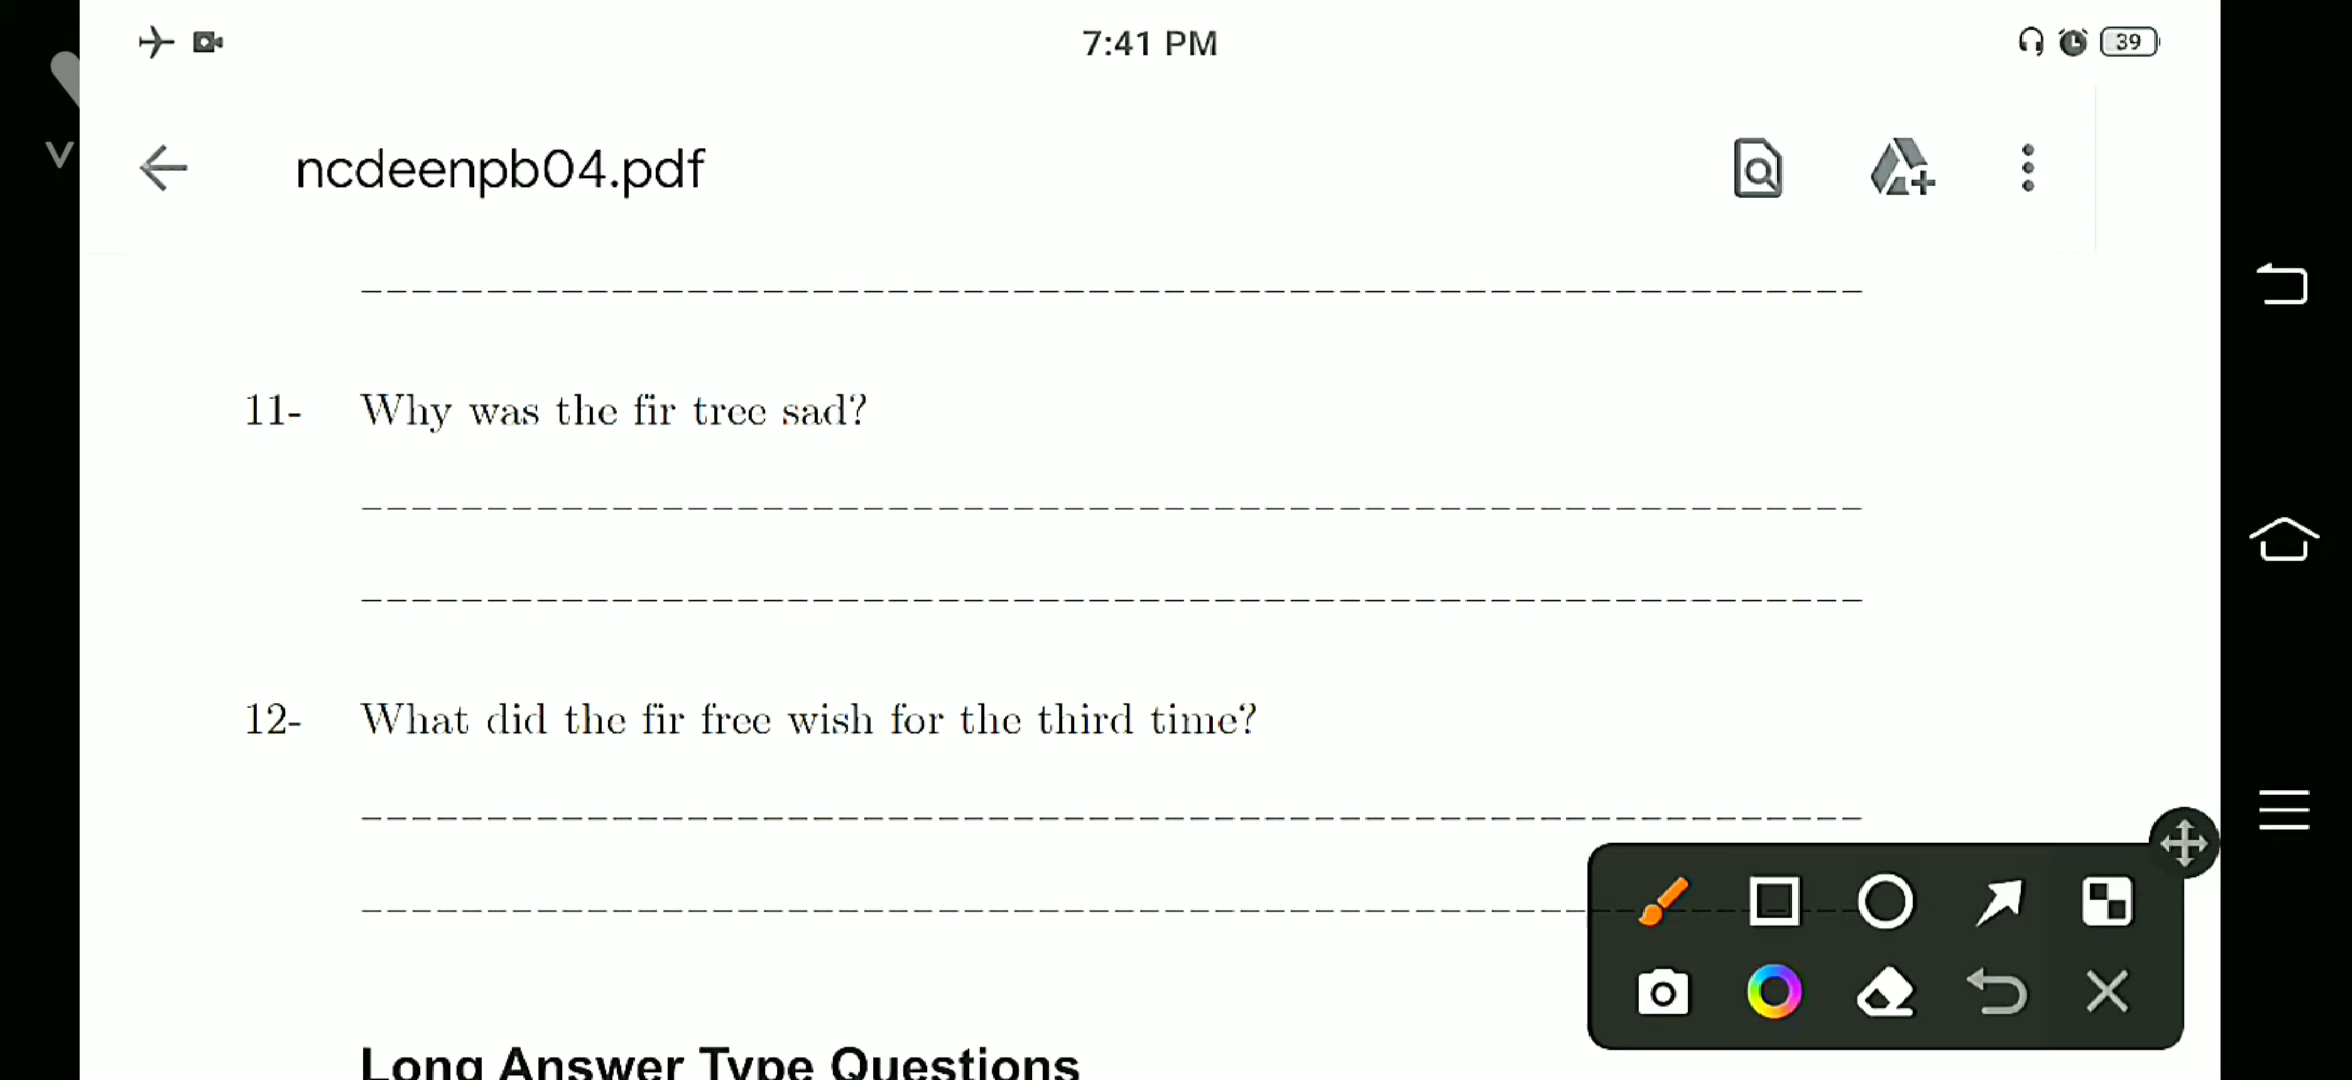 7:41 PM
39
V
ncdeenpb04.pdf
11- Why was the fir tree sad?
12- What did the fir free wish for the third time?
Long Answer Type Questions